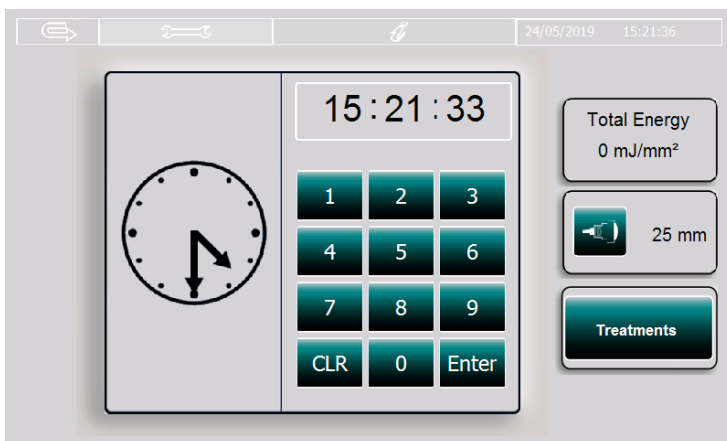 24/05/2019 15:21:36
15:21:33
Total Energy
0 mJ/mm²
1 2 3
25 mm
4 5 6
7 8 9
Treatments
CLR 0 Enter